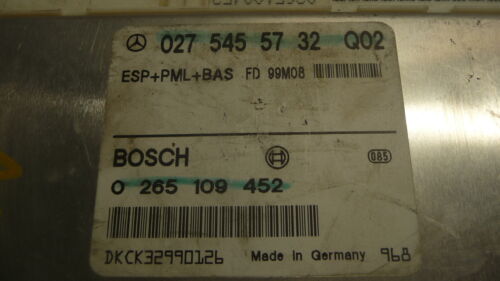 027 545 57 32 Q02
ESP+PML+BAS FD 99M08
BOSCH
085
0 265 109 452
DKCK32990126 Made in Germany 968